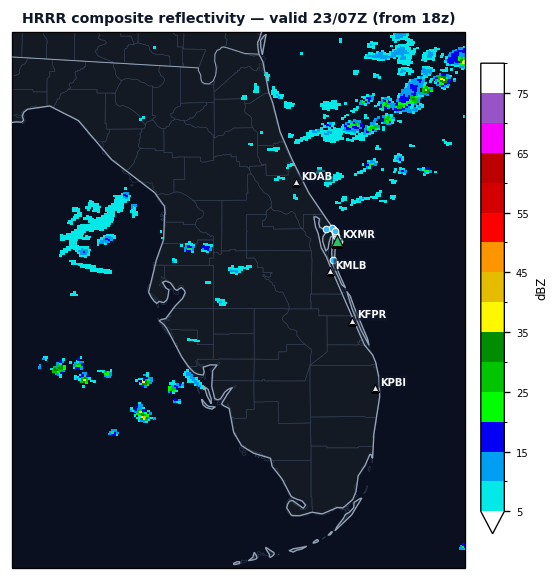 HRRR composite reflectivity — valid 23/07Z (from 18z)
KDAB
KXMR
KMLB
KFPR
KPBI
75
65
55
45
35
25
15
5
dBZ